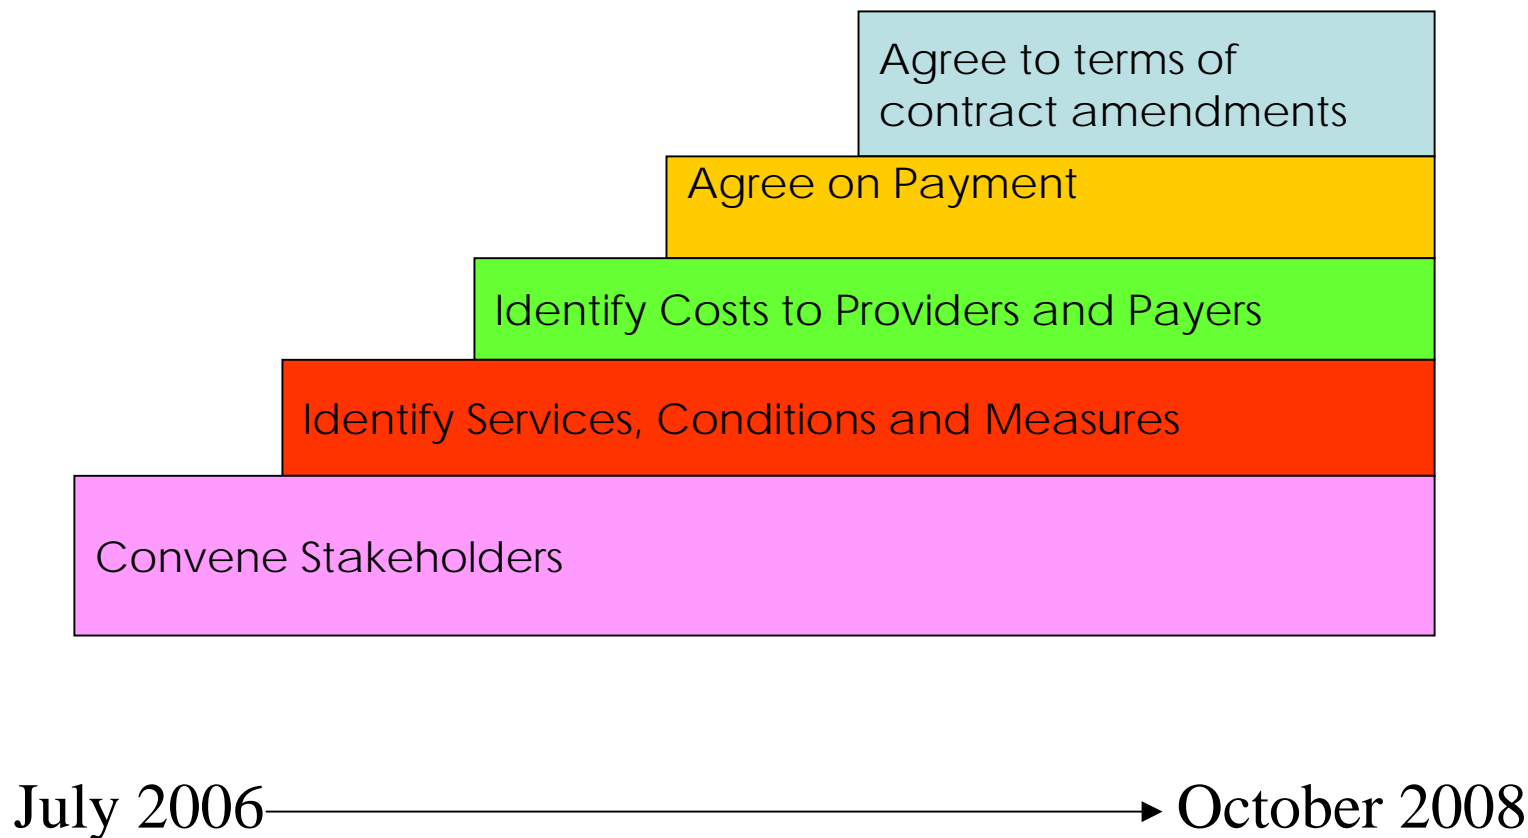 Agree to terms of
contract amendments
Agree on Payment
Identify Costs to Providers and Payers
Identify Services, Conditions and Measures
Convene Stakeholders
July 2006
October 2008